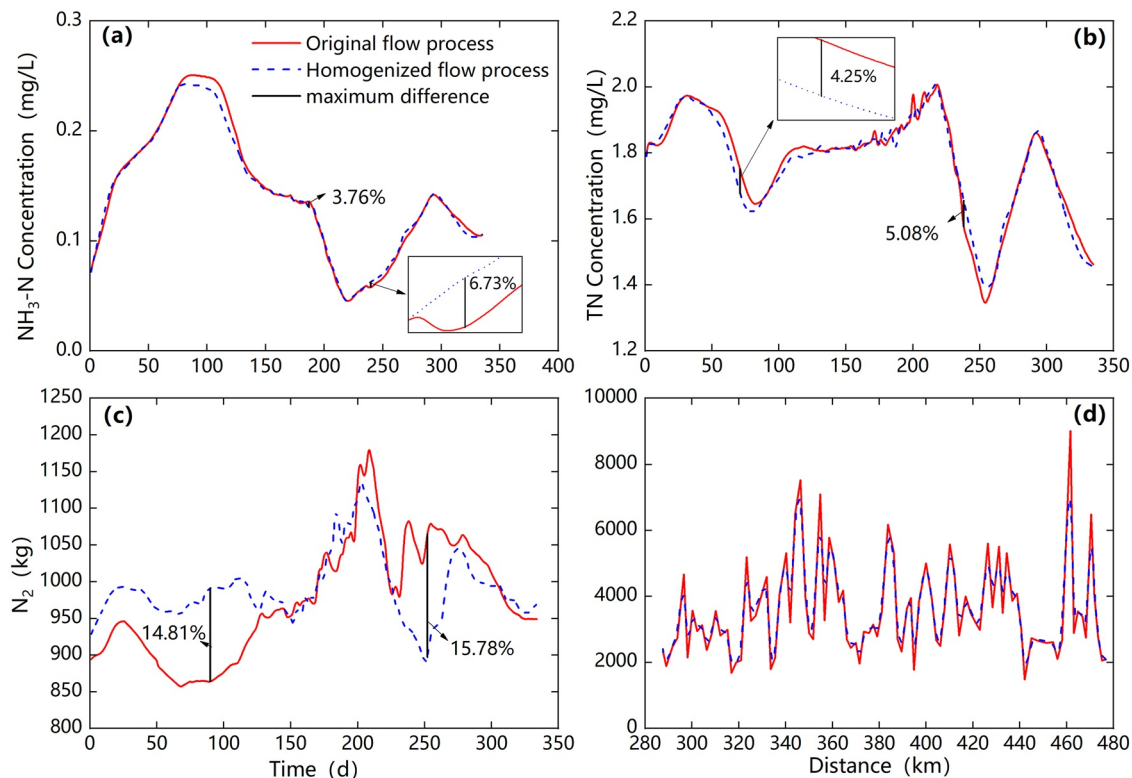 (a)
Original flow process
Homogenized flow process
maximum difference
NH₃-N Concentration (mg/L)
0.3
0.2
0.1
0.0
3.76%
6.73%
0 50 100 150 200 250 300 350 400
(b)
TN Concentration (mg/L)
2.2
2.0
1.8
1.6
1.4
1.2
4.25%
5.08%
0 50 100 150 200 250 300 350
(c)
N₂ (kg)
1250
1200
1150
1100
1050
1000
950
900
850
800
14.81%
15.78%
0 50 100 150 200 250 300 350
Time (d)
(d)
10000
8000
6000
4000
2000
0
280 300 320 340 360 380 400 420 440 460 480
Distance (km)